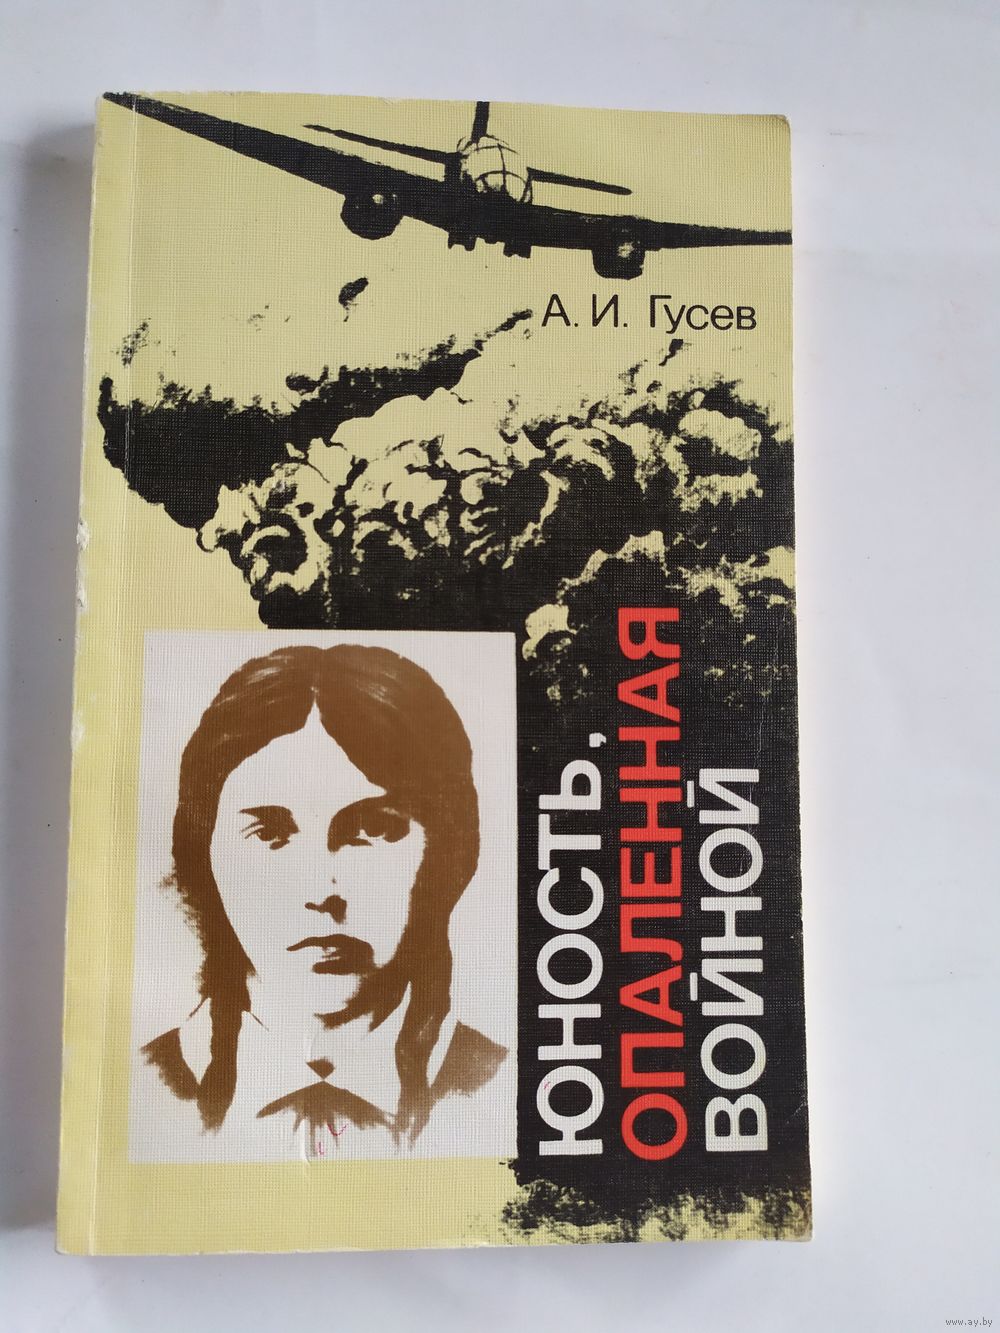 А. И. Гусев
ЮНОСТЬ,
ОПАЛЕННАЯ
ВОЙНОЙ
www.ay.by